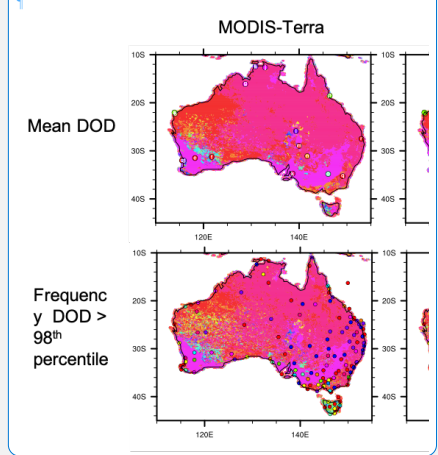 ¶
MODIS-Terra
10S 10S
20S 20S
Mean DOD
30S 30S
40S 40S
120E 140E
10S 10S
Frequenc
20S 20S
y DOD >
98th
30S 30S
percentile
40S 40S
120E 140E